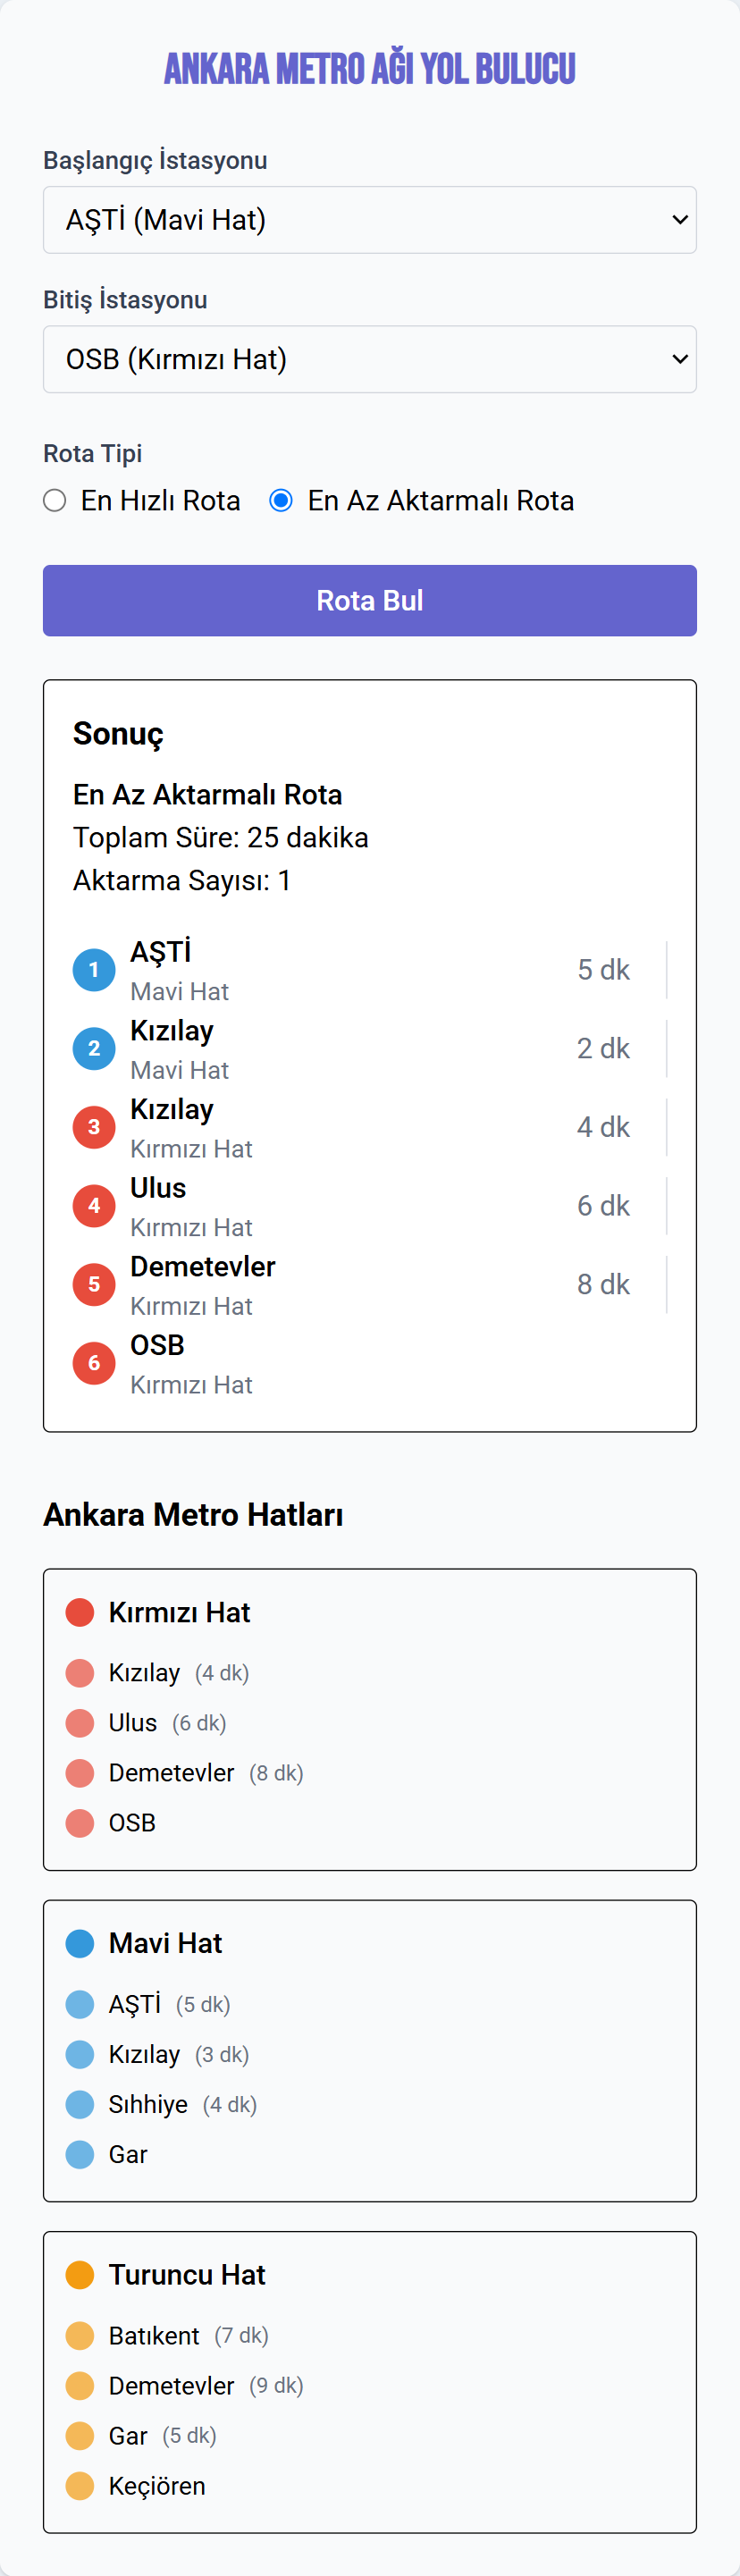 ANKARA METRO AĞI YOL BULUCU
Başlangıç İstasyonu
AŞTİ (Mavi Hat)
Bitiş İstasyonu
OSB (Kırmızı Hat)
Rota Tipi
En Hızlı Rota En Az Aktarmalı Rota
Rota Bul
Sonuç
En Az Aktarmalı Rota
Toplam Süre: 25 dakika
Aktarma Sayısı: 1
1 AŞTİ 5 dk
Mavi Hat
2 Kızılay 2 dk
Mavi Hat
3 Kızılay 4 dk
Kırmızı Hat
4 Ulus 6 dk
Kırmızı Hat
5 Demetevler 8 dk
Kırmızı Hat
6 OSB
Kırmızı Hat
Ankara Metro Hatları
Kırmızı Hat
Kızılay (4 dk)
Ulus (6 dk)
Demetevler (8 dk)
OSB
Mavi Hat
AŞTİ (5 dk)
Kızılay (3 dk)
Sıhhiye (4 dk)
Gar
Turuncu Hat
Batıkent (7 dk)
Demetevler (9 dk)
Gar (5 dk)
Keçiören